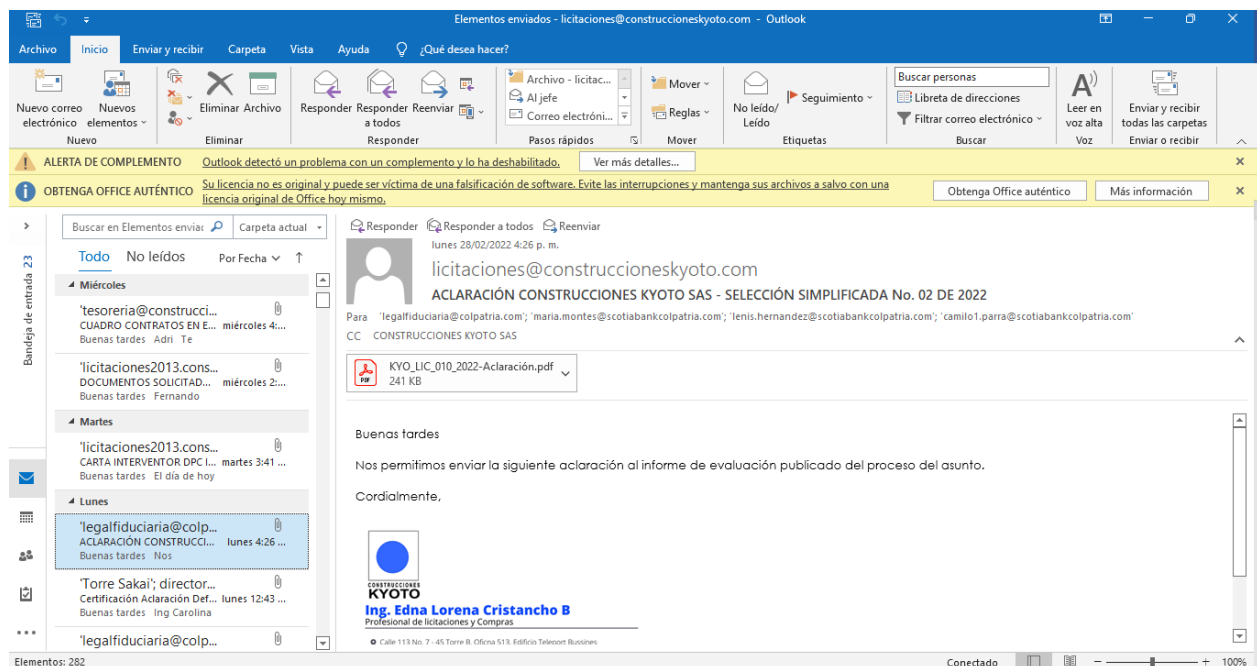 Elementos enviados - licitaciones@construccioneskyoto.com - Outlook
Archivo Inicio Enviar y recibir Carpeta Vista Ayuda ¿Qué desea hacer?
Nuevo correo electrónico
Nuevos elementos
Nuevo
Eliminar Archivo
Eliminar
Responder Responder a todos Reenviar
Responder
Archivo - licitac...
Al jefe
Correo electróni...
Pasos rápidos
Mover
Reglas
Mover
No leído/ Leído
Seguimiento
Etiquetas
Buscar personas
Libreta de direcciones
Filtrar correo electrónico
Buscar
Leer en voz alta
Voz
Enviar y recibir todas las carpetas
Enviar o recibir
ALERTA DE COMPLEMENTO Outlook detectó un problema con un complemento y lo ha deshabilitado. Ver más detalles...
OBTENGA OFFICE AUTÉNTICO Su licencia no es original y puede ser víctima de una falsificación de software. Evite las interrupciones y mantenga sus archivos a salvo con una
licencia original de Office hoy mismo.
Obtenga Office auténtico Más información
Bandeja de entrada 23
Buscar en Elementos enviac Carpeta actual
Todo No leídos Por Fecha
Miércoles
'tesoreria@construcci...
CUADRO CONTRATOS EN E... miércoles 4:...
Buenas tardes Adri Te
'licitaciones2013.cons...
DOCUMENTOS SOLICITAD... miércoles 2:...
Buenas tardes Fernando
Martes
'licitaciones2013.cons...
CARTA INTERVENTOR DPC I... martes 3:41 ...
Buenas tardes El día de hoy
Lunes
'legalfiduciaria@colp...
ACLARACIÓN CONSTRUCCI... lunes 4:26 ...
Buenas tardes Nos
'Torre Sakai'; director...
Certificación Aclaración Def... lunes 12:43 ...
Buenas tardes Ing Carolina
'legalfiduciaria@colp...
Responder Responder a todos Reenviar
lunes 28/02/2022 4:26 p. m.
licitaciones@construccioneskyoto.com
ACLARACIÓN CONSTRUCCIONES KYOTO SAS - SELECCIÓN SIMPLIFICADA No. 02 DE 2022
Para 'legalfiduciaria@colpatria.com'; 'maria.montes@scotiabankcolpatria.com'; 'lenis.hernandez@scotiabankcolpatria.com'; 'camilo1.parra@scotiabankcolpatria.com'
CC CONSTRUCCIONES KYOTO SAS
PDF
KYO_LIC_010_2022-Aclaración.pdf
241 KB
Buenas tardes
Nos permitimos enviar la siguiente aclaración al informe de evaluación publicado del proceso del asunto.
Cordialmente,
CONSTRUCCIONES
KYOTO
Ing. Edna Lorena Cristancho B
Profesional de licitaciones y Compras
Calle 113 No. 7 - 45 Torre B. Oficna 513. Edificio Teleport Bussines
Elementos: 282
Conectado
100%